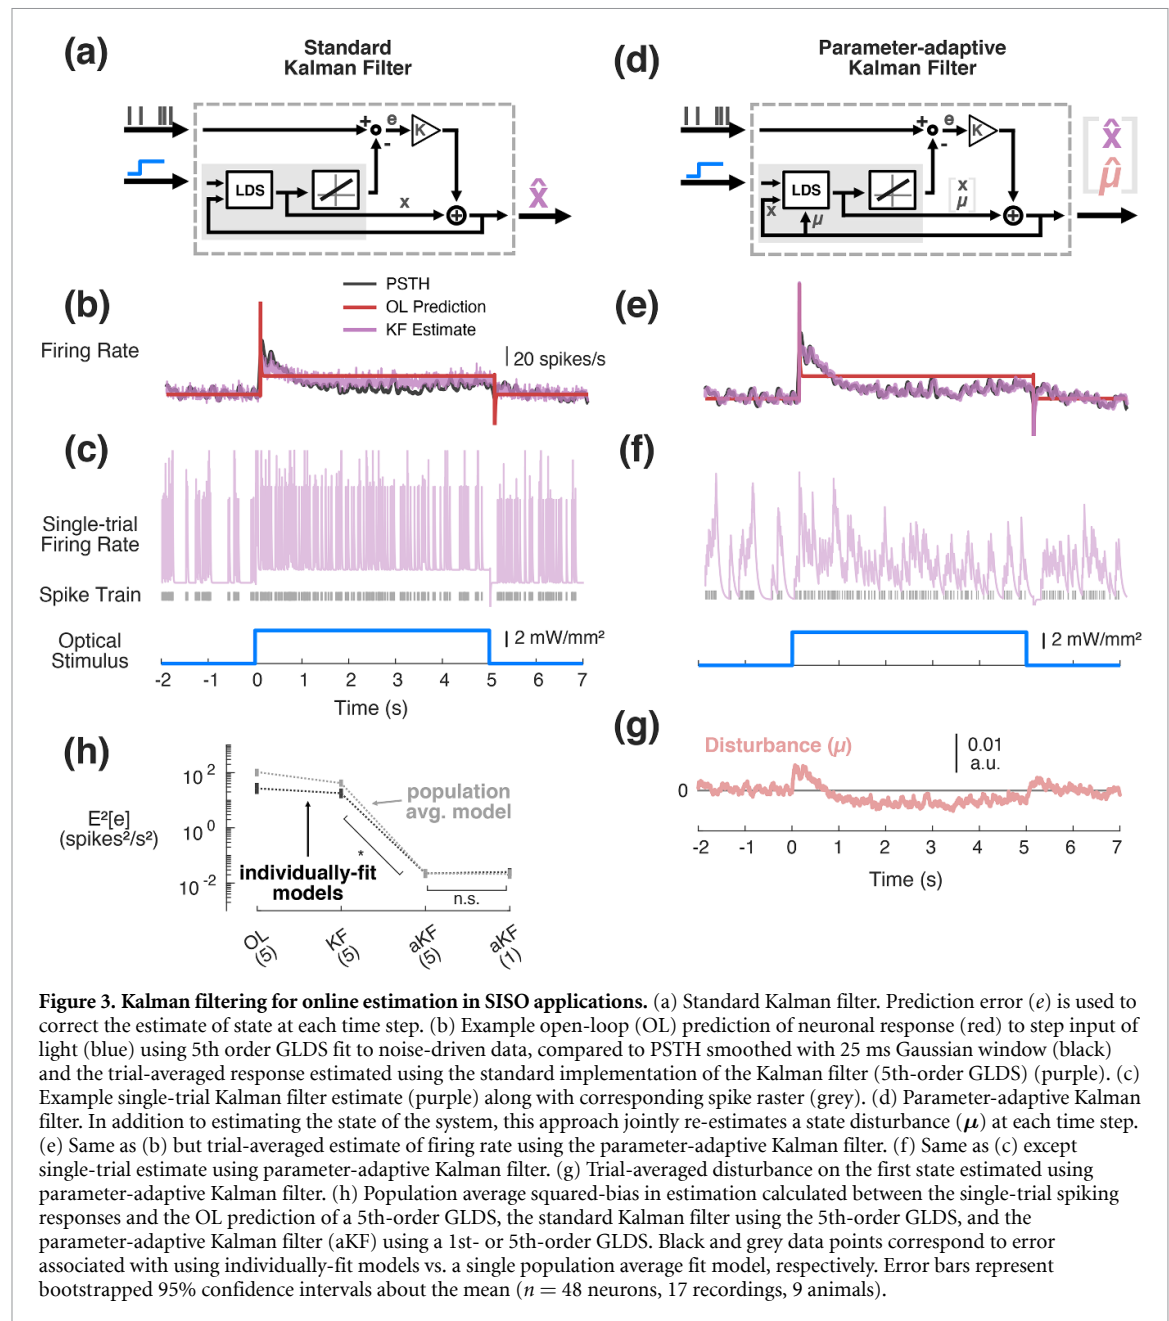 (a)
Standard
Kalman Filter
+
e
K
-
LDS
x
+
x̂
(d)
Parameter-adaptive
Kalman Filter
+
e
K
-
LDS
x
μ
x
μ
+
x̂
μ̂
(b)
PSTH
OL Prediction
KF Estimate
Firing Rate
20 spikes/s
(e)
(c)
Single-trial
Firing Rate
Spike Train
Optical
Stimulus
2 mW/mm²
-2 -1 0 1 2 3 4 5 6 7
Time (s)
(f)
2 mW/mm²
(g)
Disturbance (μ)
0.01
a.u.
0
-2 -1 0 1 2 3 4 5 6 7
Time (s)
(h)
E²[e]
(spikes²/s²)
10²
10⁰
10⁻²
population
avg. model
individually-fit
models
*
n.s.
OL
(5)
KF
(5)
aKF
(5)
aKF
(1)
Figure 3. Kalman filtering for online estimation in SISO applications. (a) Standard Kalman filter. Prediction error (e) is used to
correct the estimate of state at each time step. (b) Example open-loop (OL) prediction of neuronal response (red) to step input of
light (blue) using 5th order GLDS fit to noise-driven data, compared to PSTH smoothed with 25 ms Gaussian window (black)
and the trial-averaged response estimated using the standard implementation of the Kalman filter (5th-order GLDS) (purple). (c)
Example single-trial Kalman filter estimate (purple) along with corresponding spike raster (grey). (d) Parameter-adaptive Kalman
filter. In addition to estimating the state of the system, this approach jointly re-estimates a state disturbance (μ) at each time step.
(e) Same as (b) but trial-averaged estimate of firing rate using the parameter-adaptive Kalman filter. (f) Same as (c) except
single-trial estimate using parameter-adaptive Kalman filter. (g) Trial-averaged disturbance on the first state estimated using
parameter-adaptive Kalman filter. (h) Population average squared-bias in estimation calculated between the single-trial spiking
responses and the OL prediction of a 5th-order GLDS, the standard Kalman filter using the 5th-order GLDS, and the
parameter-adaptive Kalman filter (aKF) using a 1st- or 5th-order GLDS. Black and grey data points correspond to error
associated with using individually-fit models vs. a single population average fit model, respectively. Error bars represent
bootstrapped 95% confidence intervals about the mean (n = 48 neurons, 17 recordings, 9 animals).